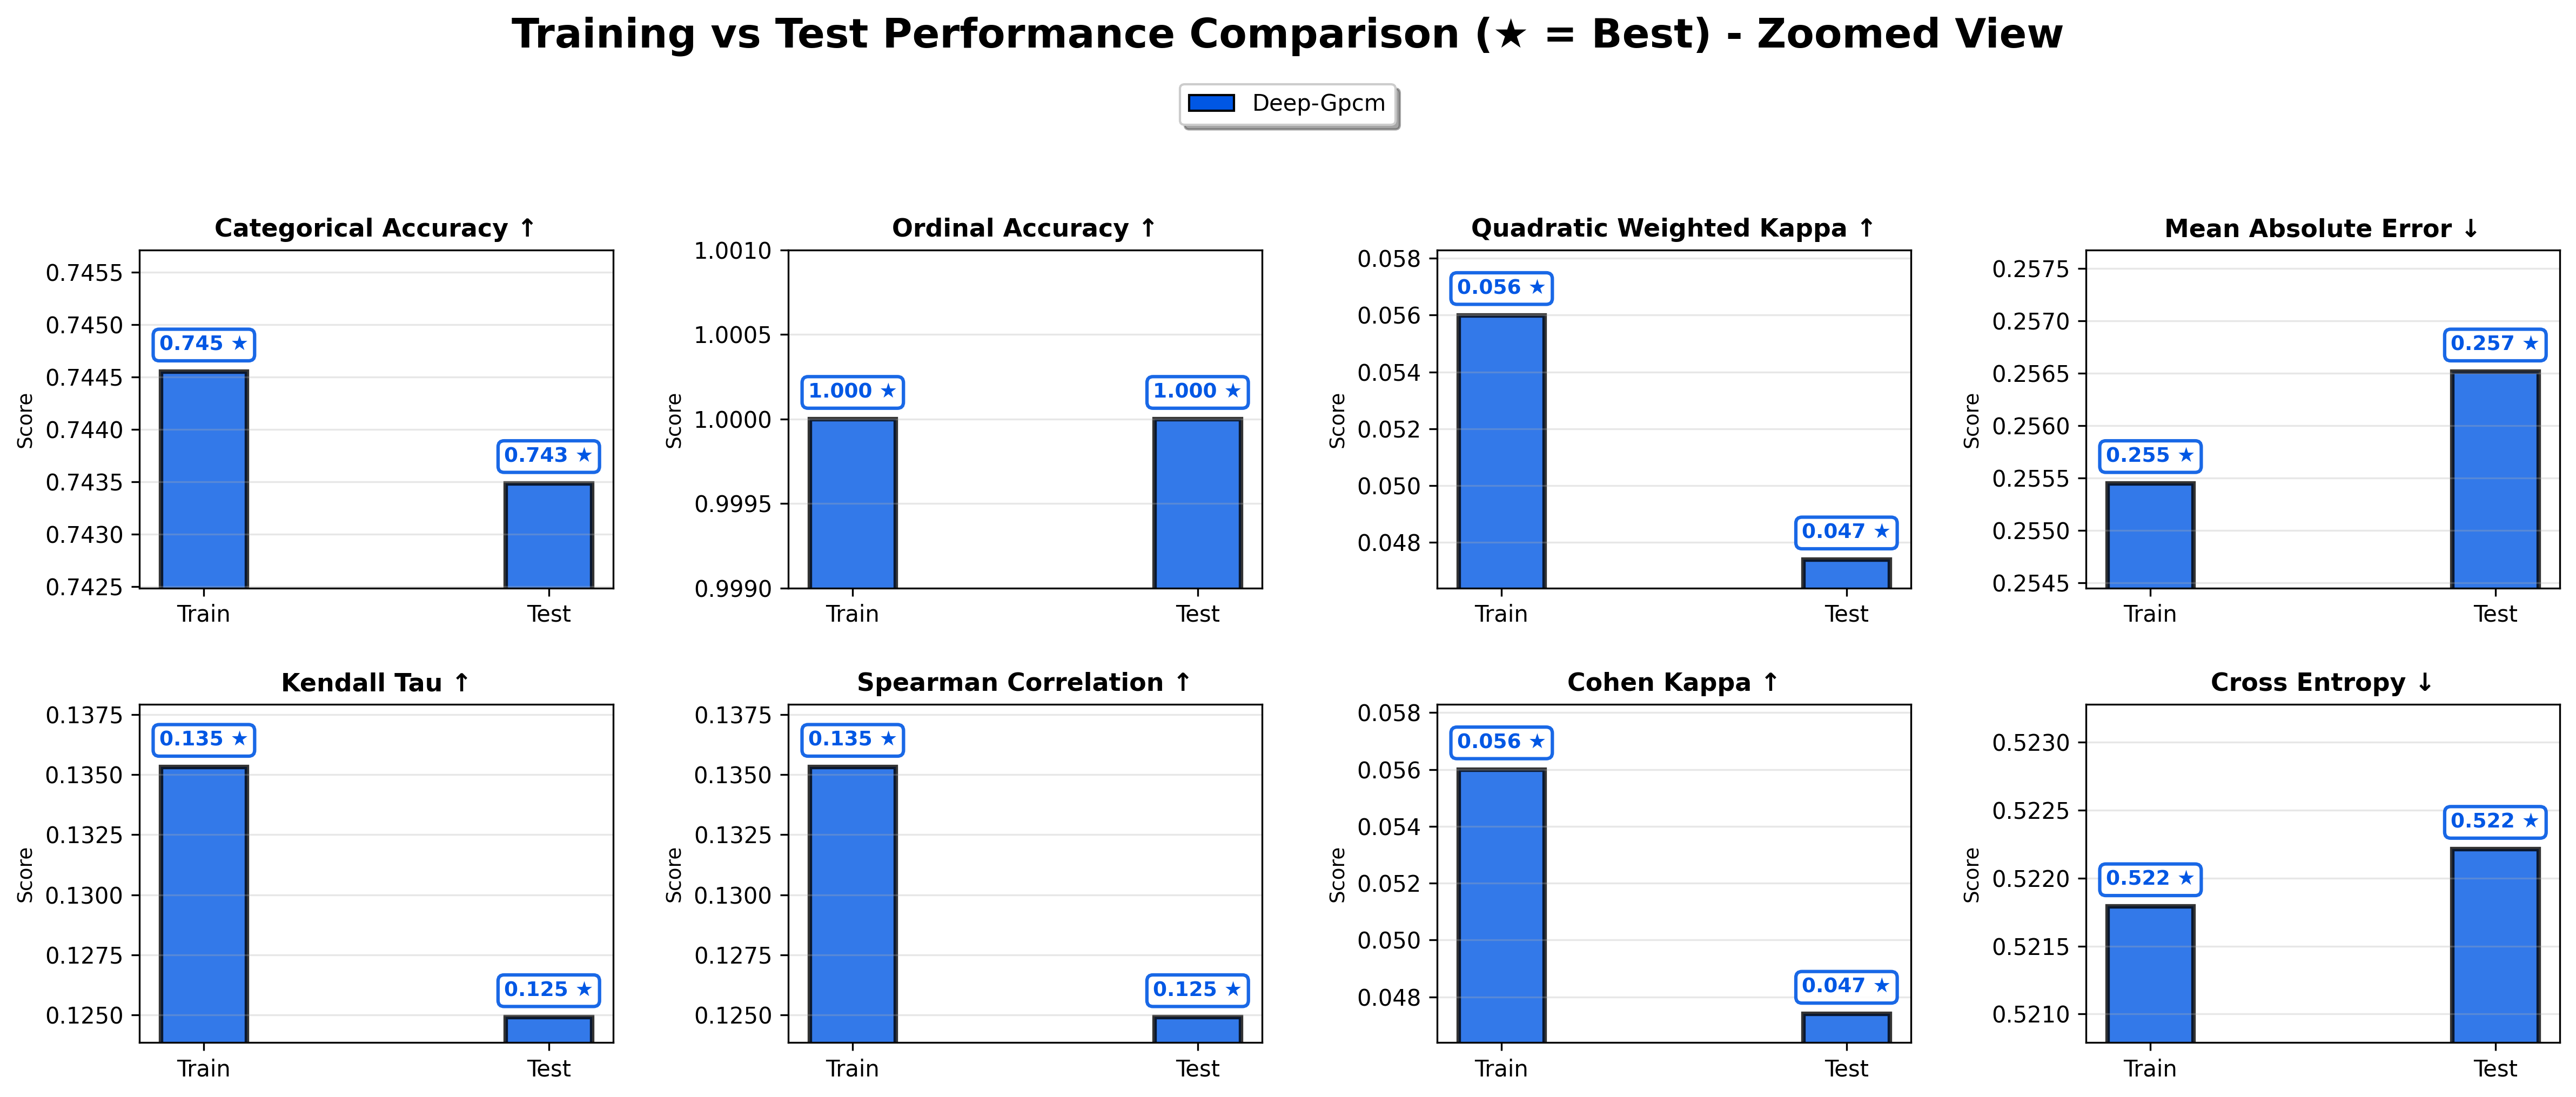 Training vs Test Performance Comparison (★ = Best) - Zoomed View
Deep-Gpcm
Categorical Accuracy ↑
Score
0.7455
0.7450
0.7445
0.7440
0.7435
0.7430
0.7425
0.745 ★
0.743 ★
Train
Test
Ordinal Accuracy ↑
Score
1.0010
1.0005
1.0000
0.9995
0.9990
1.000 ★
1.000 ★
Train
Test
Quadratic Weighted Kappa ↑
Score
0.058
0.056
0.054
0.052
0.050
0.048
0.056 ★
0.047 ★
Train
Test
Mean Absolute Error ↓
Score
0.2575
0.2570
0.2565
0.2560
0.2555
0.2550
0.2545
0.255 ★
0.257 ★
Train
Test
Kendall Tau ↑
Score
0.1375
0.1350
0.1325
0.1300
0.1275
0.1250
0.135 ★
0.125 ★
Train
Test
Spearman Correlation ↑
Score
0.1375
0.1350
0.1325
0.1300
0.1275
0.1250
0.135 ★
0.125 ★
Train
Test
Cohen Kappa ↑
Score
0.058
0.056
0.054
0.052
0.050
0.048
0.056 ★
0.047 ★
Train
Test
Cross Entropy ↓
Score
0.5230
0.5225
0.5220
0.5215
0.5210
0.522 ★
0.522 ★
Train
Test